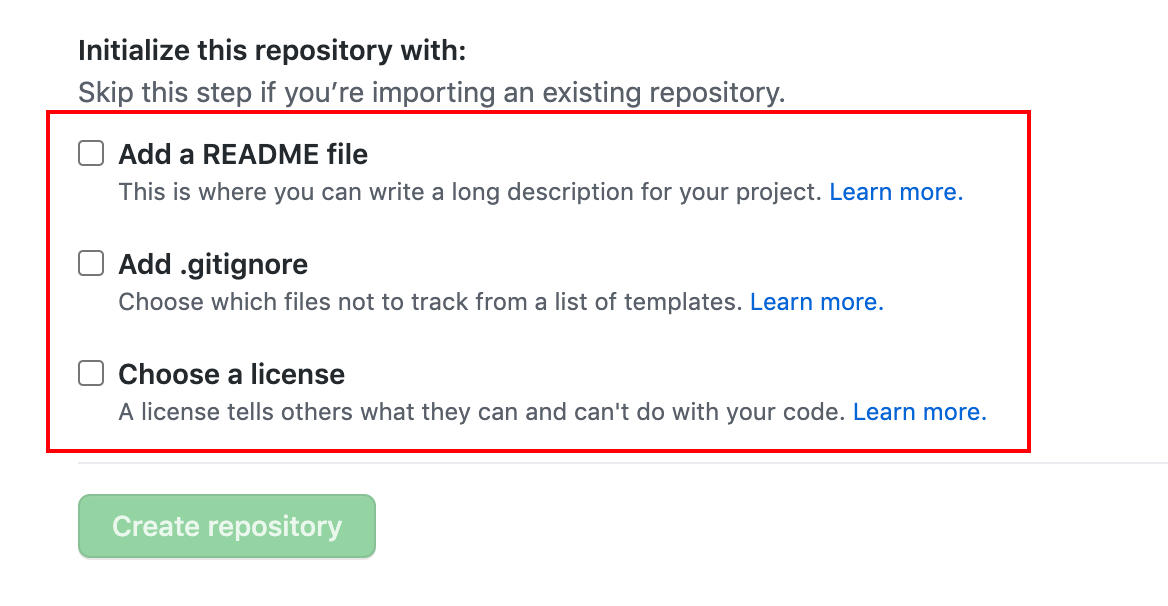 Initialize this repository with:
Skip this step if you’re importing an existing repository.
Add a README file
This is where you can write a long description for your project. Learn more.
Add .gitignore
Choose which files not to track from a list of templates. Learn more.
Choose a license
A license tells others what they can and can't do with your code. Learn more.
Create repository